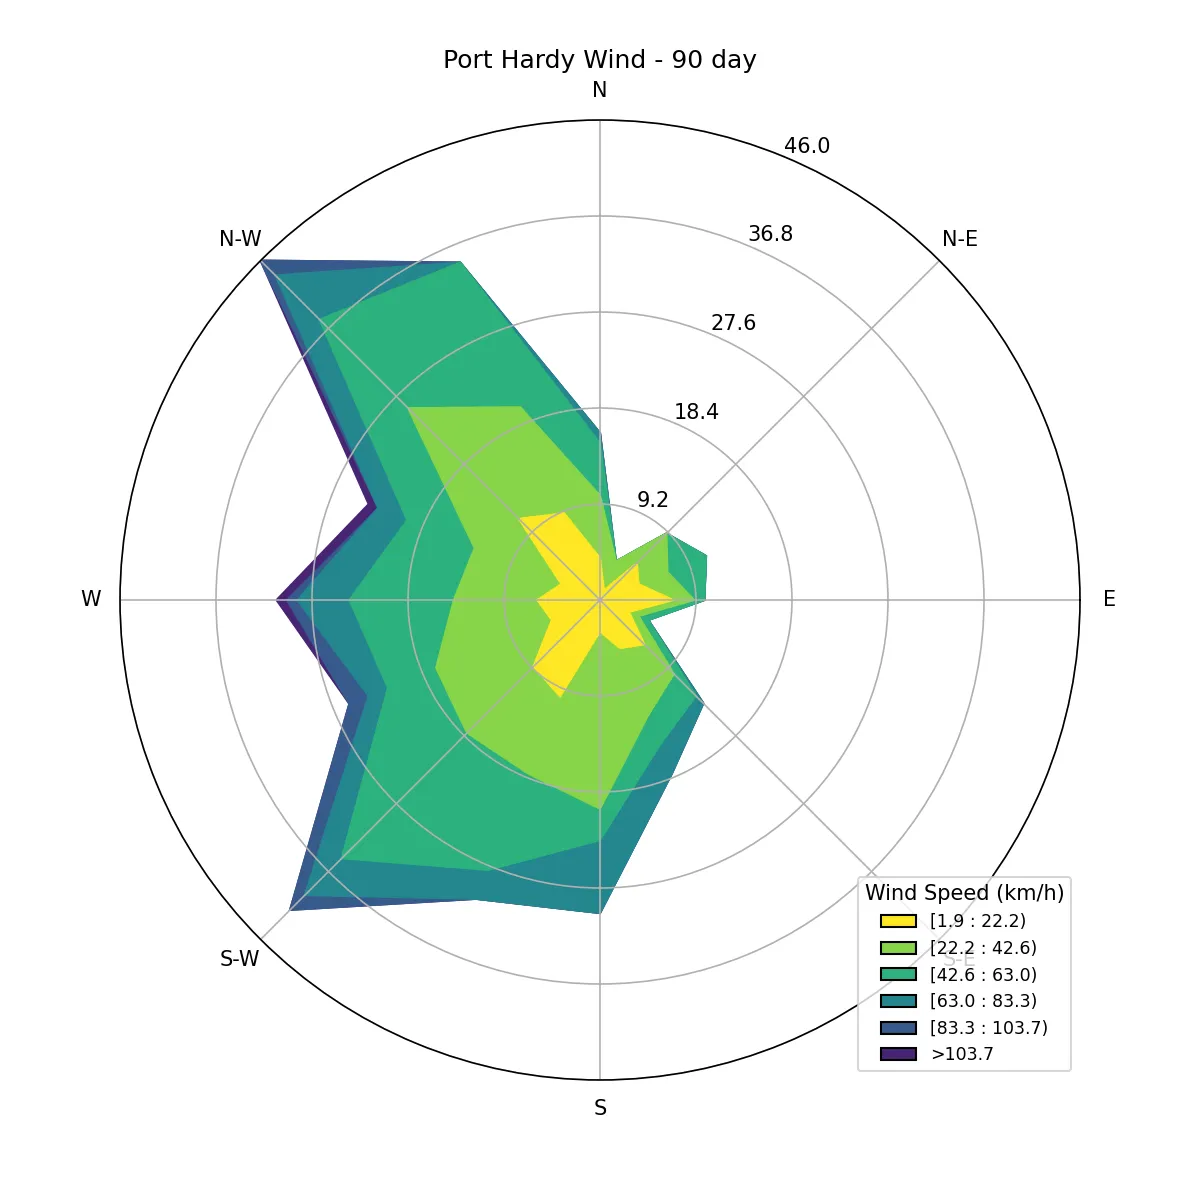 Port Hardy Wind - 90 day
N
46.0
36.8
N-W
N-E
27.6
18.4
9.2
W
E
S-W
S-E
Wind Speed (km/h)
[1.9 : 22.2)
[22.2 : 42.6)
[42.6 : 63.0)
[63.0 : 83.3)
[83.3 : 103.7)
>103.7
S